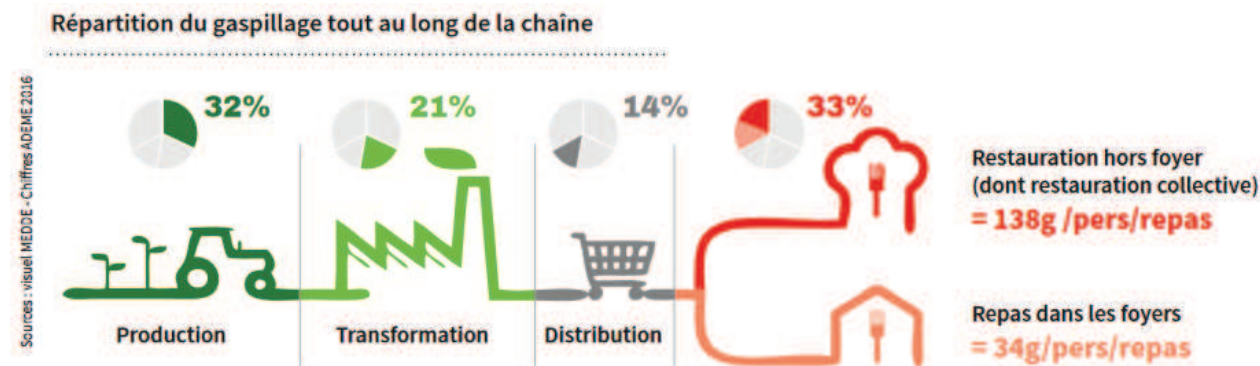 Répartition du gaspillage tout au long de la chaîne
Sources : visuel MEDDE - Chiffres ADEME 2016
32%
21%
14%
33%
Production
Transformation
Distribution
Restauration hors foyer
(dont restauration collective)
= 138g /pers/repas
Repas dans les foyers
= 34g/pers/repas